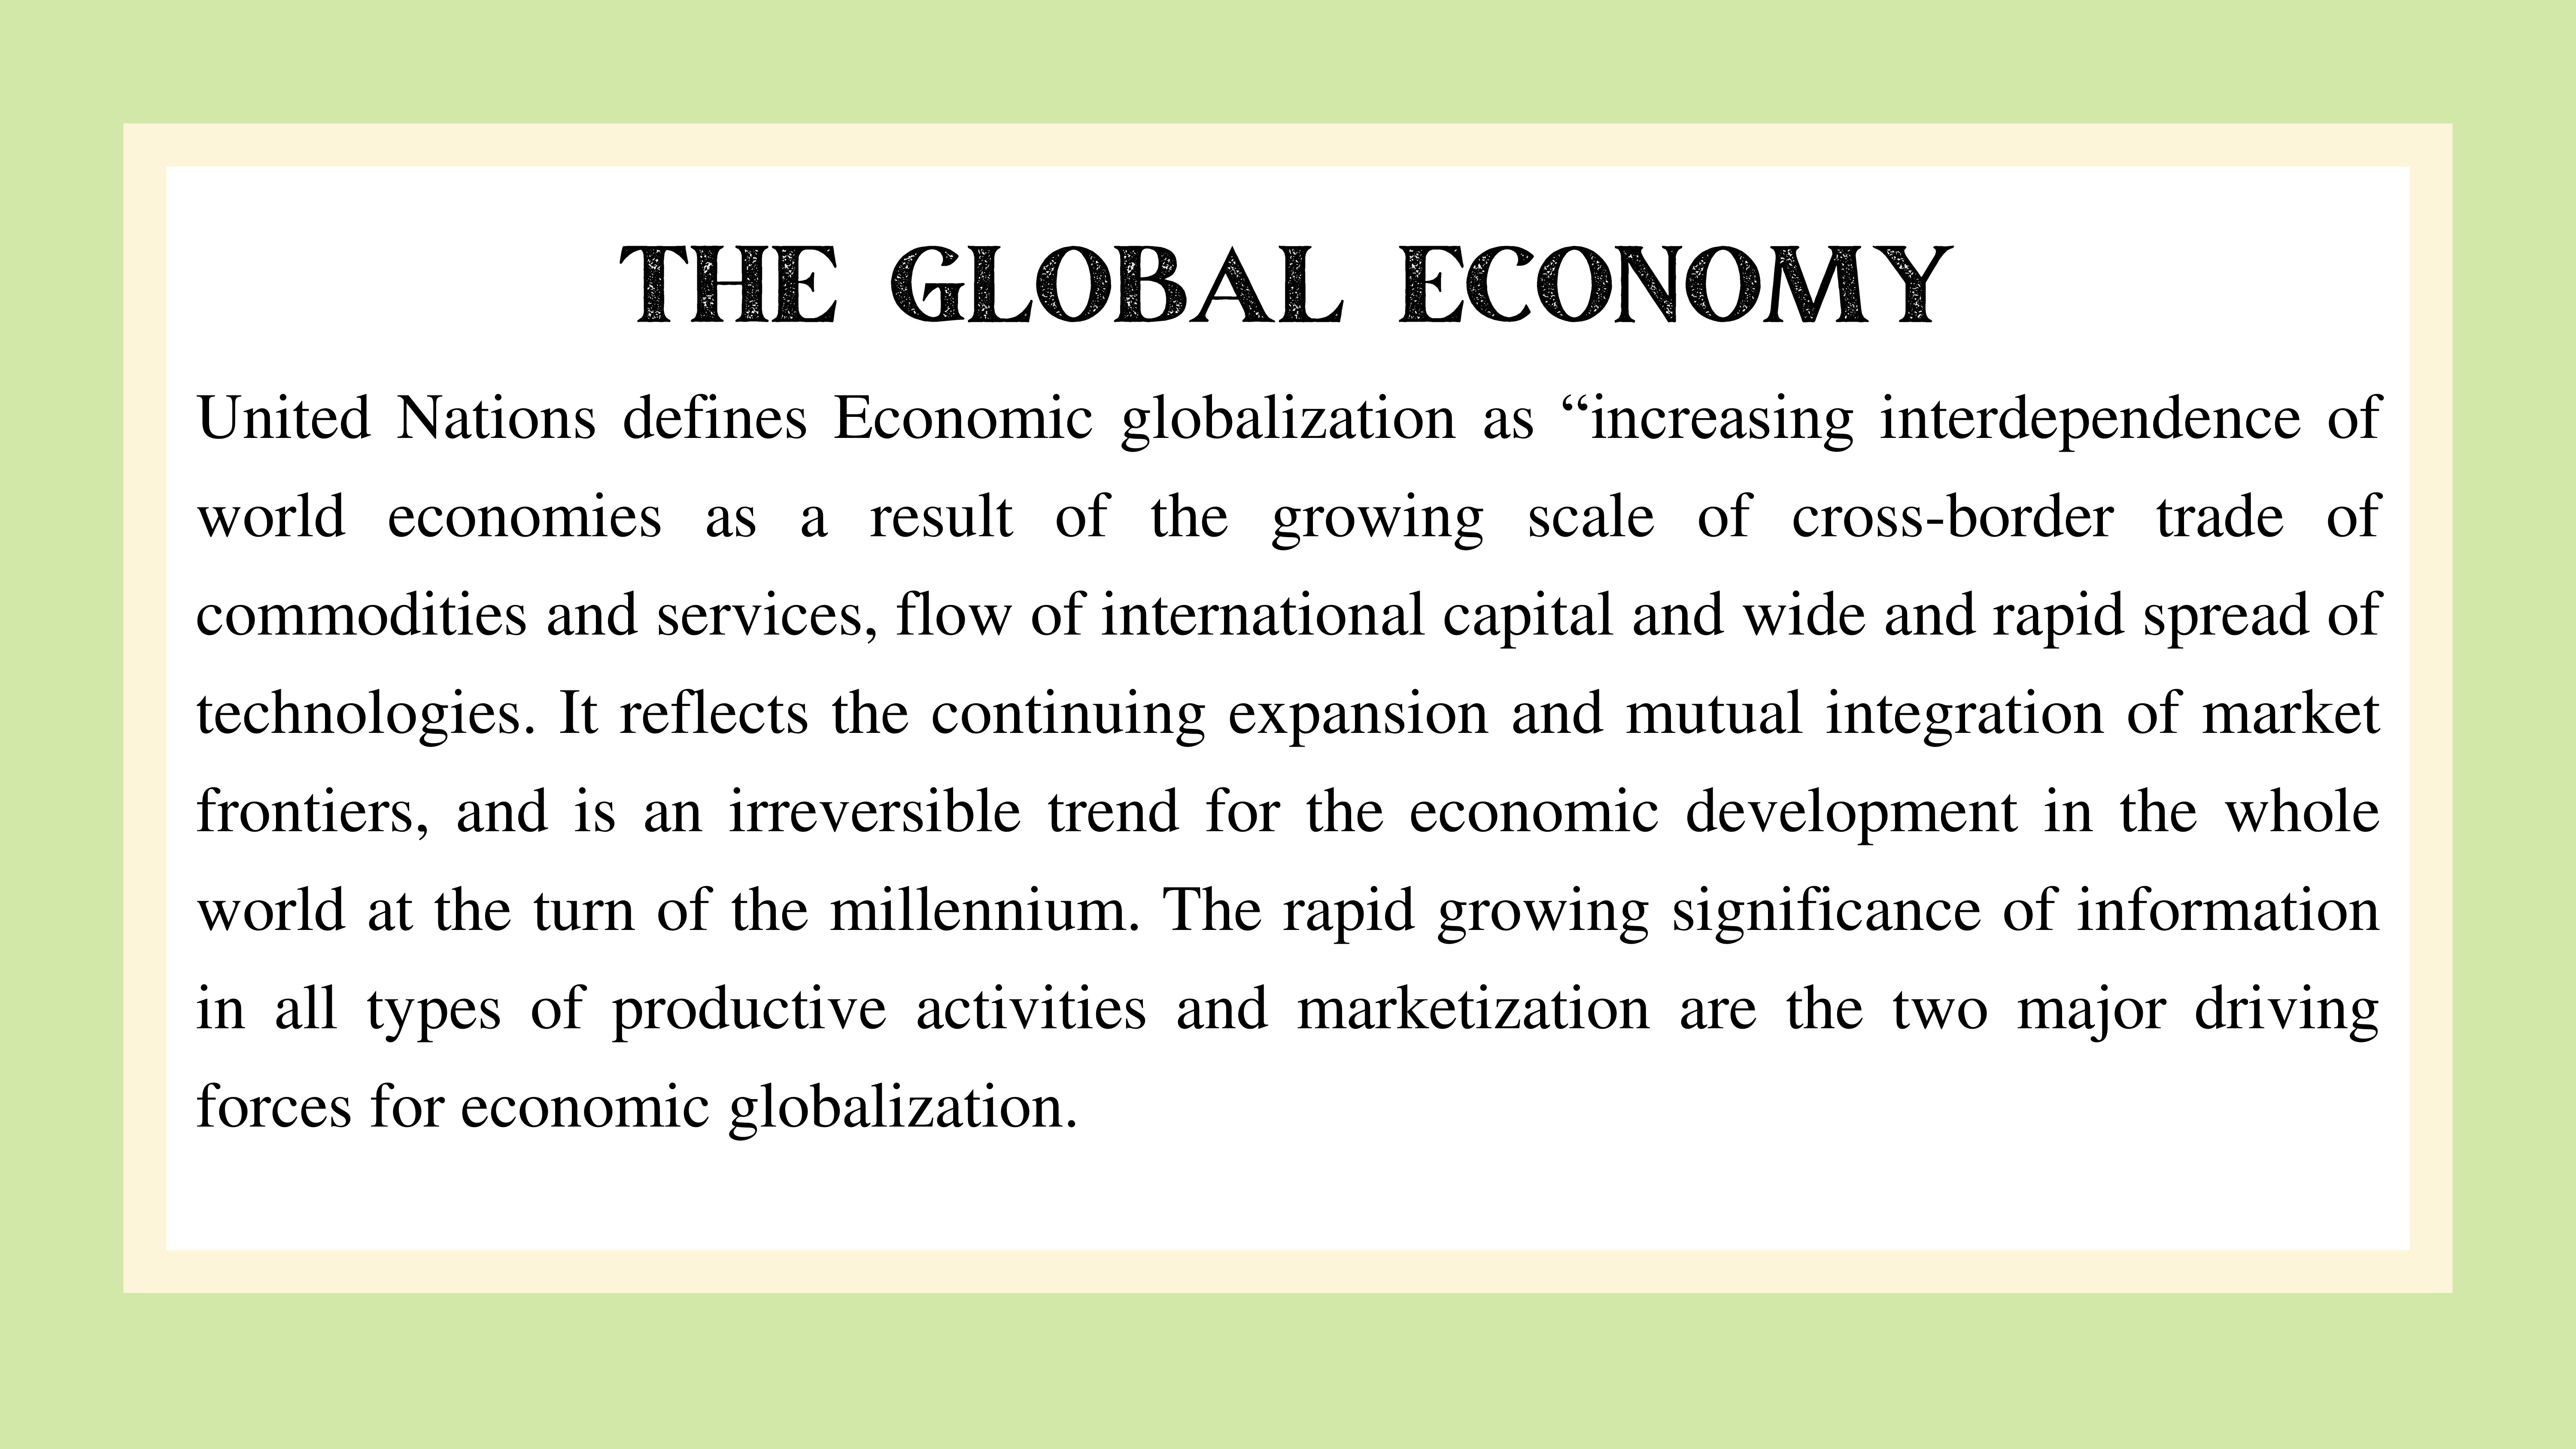 THE GLOBAL ECONOMY
United Nations defines Economic globalization as “increasing interdependence of
world economies as a result of the growing scale of cross-border trade of
commodities and services, flow of international capital and wide and rapid spread of
technologies. It reflects the continuing expansion and mutual integration of market
frontiers, and is an irreversible trend for the economic development in the whole
world at the turn of the millennium. The rapid growing significance of information
in all types of productive activities and marketization are the two major driving
forces for economic globalization.